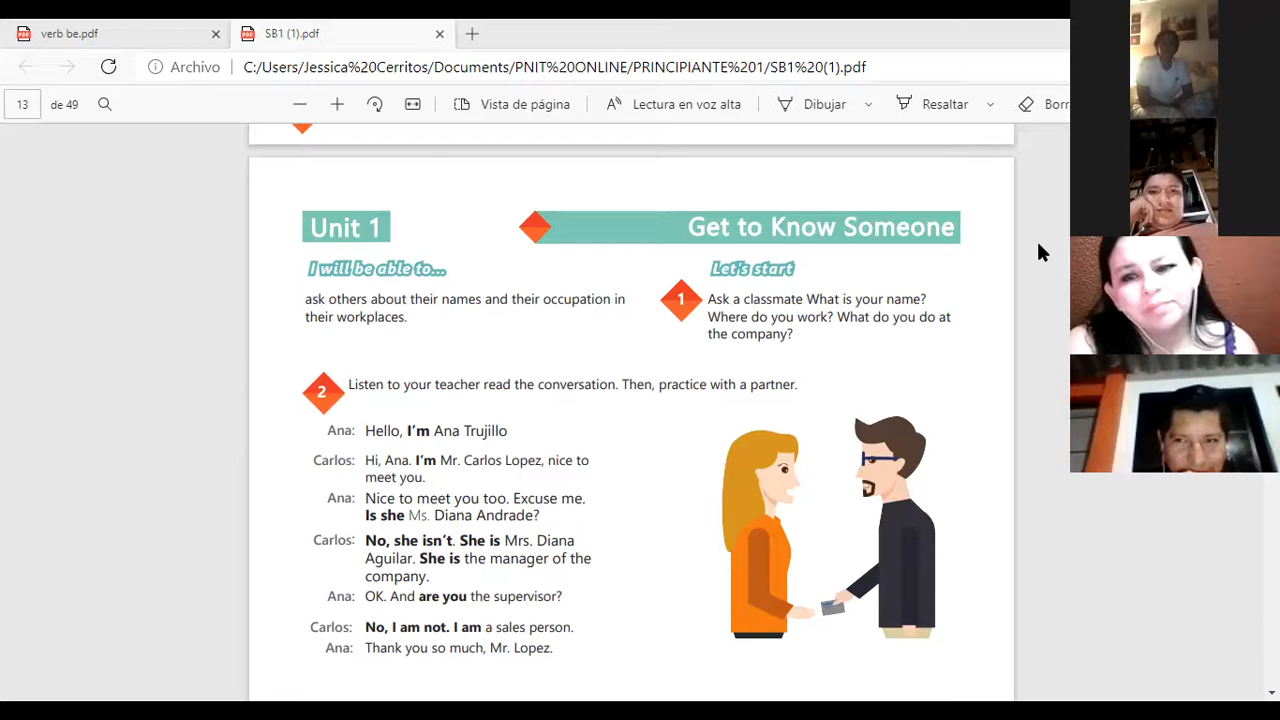 verb be.pdf
SB1 (1).pdf
Archivo
C:/Users/Jessica%20Cerritos/Documents/PNIT%20ONLINE/PRINCIPIANTE%201/SB1%20(1).pdf
13 de 49
Vista de página
Lectura en voz alta
Dibujar
Resaltar
Borr
Unit 1
Get to Know Someone
I will be able to...
ask others about their names and their occupation in
their workplaces.
Let's start
1
Ask a classmate What is your name?
Where do you work? What do you do at
the company?
2
Listen to your teacher read the conversation. Then, practice with a partner.
Ana: Hello, I'm Ana Trujillo
Carlos: Hi, Ana. I'm Mr. Carlos Lopez, nice to
meet you.
Ana: Nice to meet you too. Excuse me.
Is she Ms. Diana Andrade?
Carlos: No, she isn't. She is Mrs. Diana
Aguilar. She is the manager of the
company.
Ana: OK. And are you the supervisor?
Carlos: No, I am not. I am a sales person.
Ana: Thank you so much, Mr. Lopez.